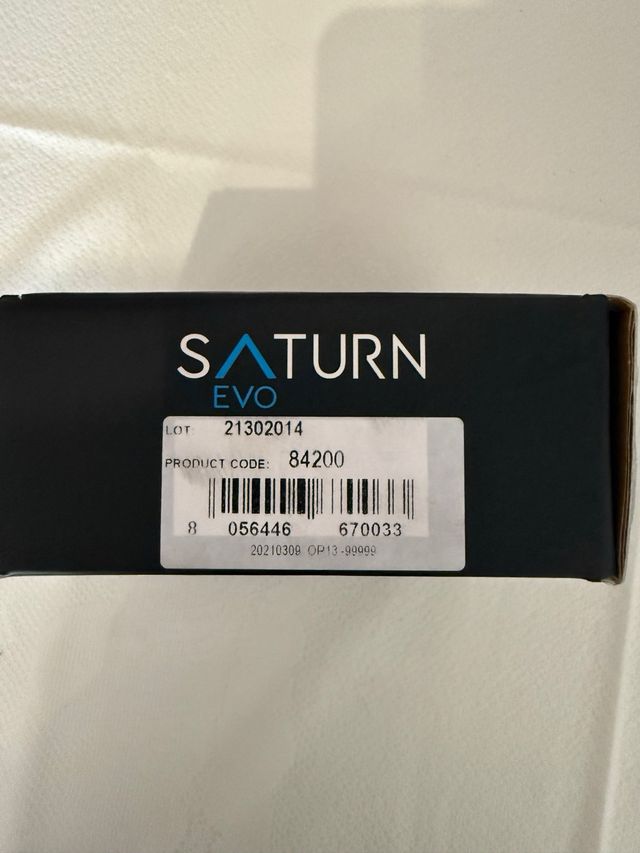 SATURN
EVO
LOT: 21302014
PRODUCT CODE: 84200
8 056446 670033
20210309 OP13-99999